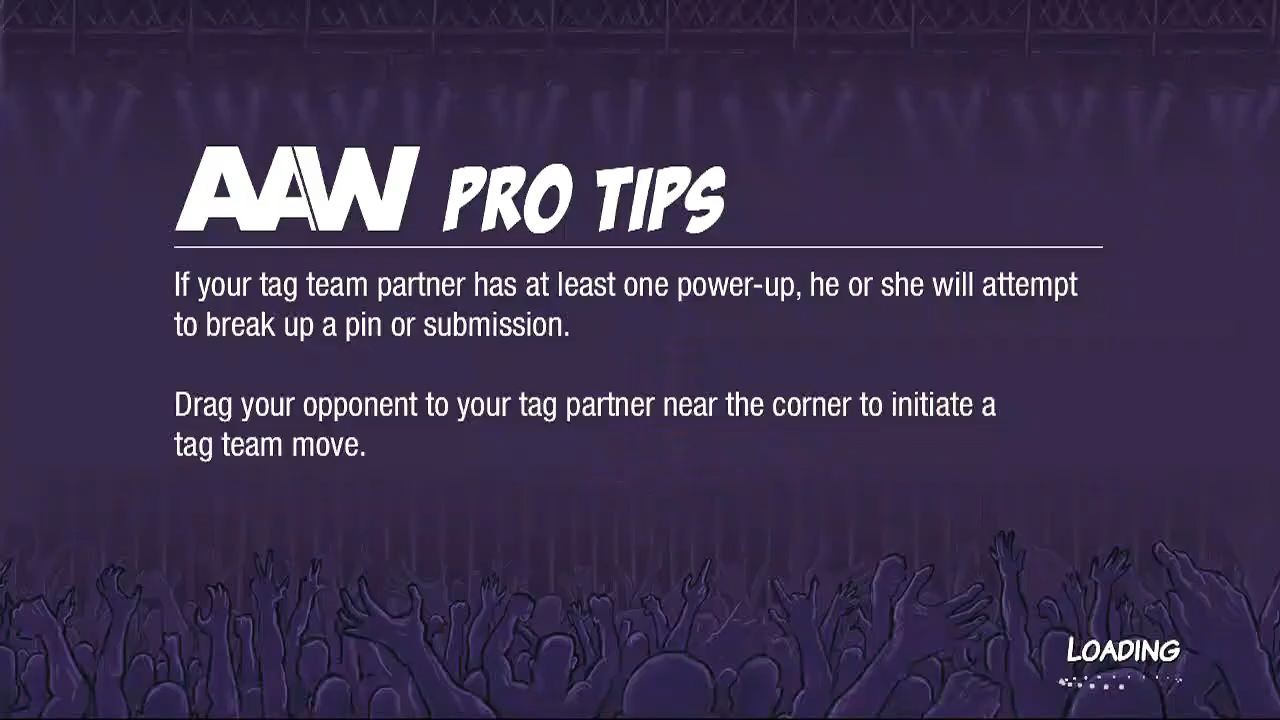 AAW PRO TIPS
If your tag team partner has at least one power-up, he or she will attempt
to break up a pin or submission.
Drag your opponent to your tag partner near the corner to initiate a
tag team move.
LOADING